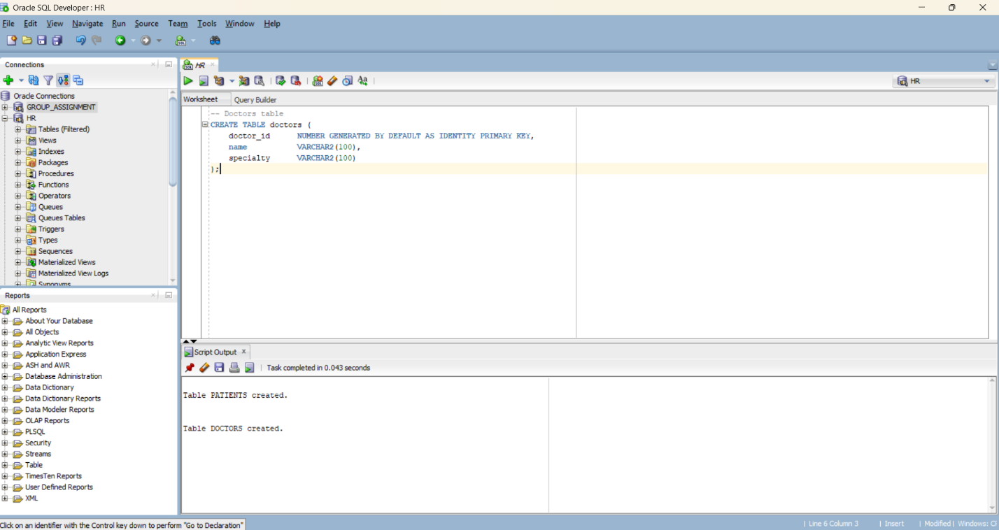 Oracle SQL Developer : HR
File Edit View Navigate Run Source Team Tools Window Help
Connections
Oracle Connections
GROUP_ASSIGNMENT
HR
Tables (Filtered)
Views
Indexes
Packages
Procedures
Functions
Operators
Queues
Queues Tables
Triggers
Types
Sequences
Materialized Views
Materialized View Logs
Synonyms
Reports
All Reports
About Your Database
All Objects
Analytic View Reports
Application Express
ASH and AWR
Database Administration
Data Dictionary
Data Dictionary Reports
Data Modeler Reports
OLAP Reports
PLSQL
Security
Streams
Table
TimesTen Reports
User Defined Reports
XML
HR
HR
Worksheet Query Builder
-- Doctors table
CREATE TABLE doctors (
doctor_id NUMBER GENERATED BY DEFAULT AS IDENTITY PRIMARY KEY,
name VARCHAR2(100),
specialty VARCHAR2(100)
);
Script Output
Task completed in 0.043 seconds
Table PATIENTS created.
Table DOCTORS created.
Click on an identifier with the Control key down to perform "Go to Declaration"
| Line 6 Column 3 | Insert | Modified | Windows: C